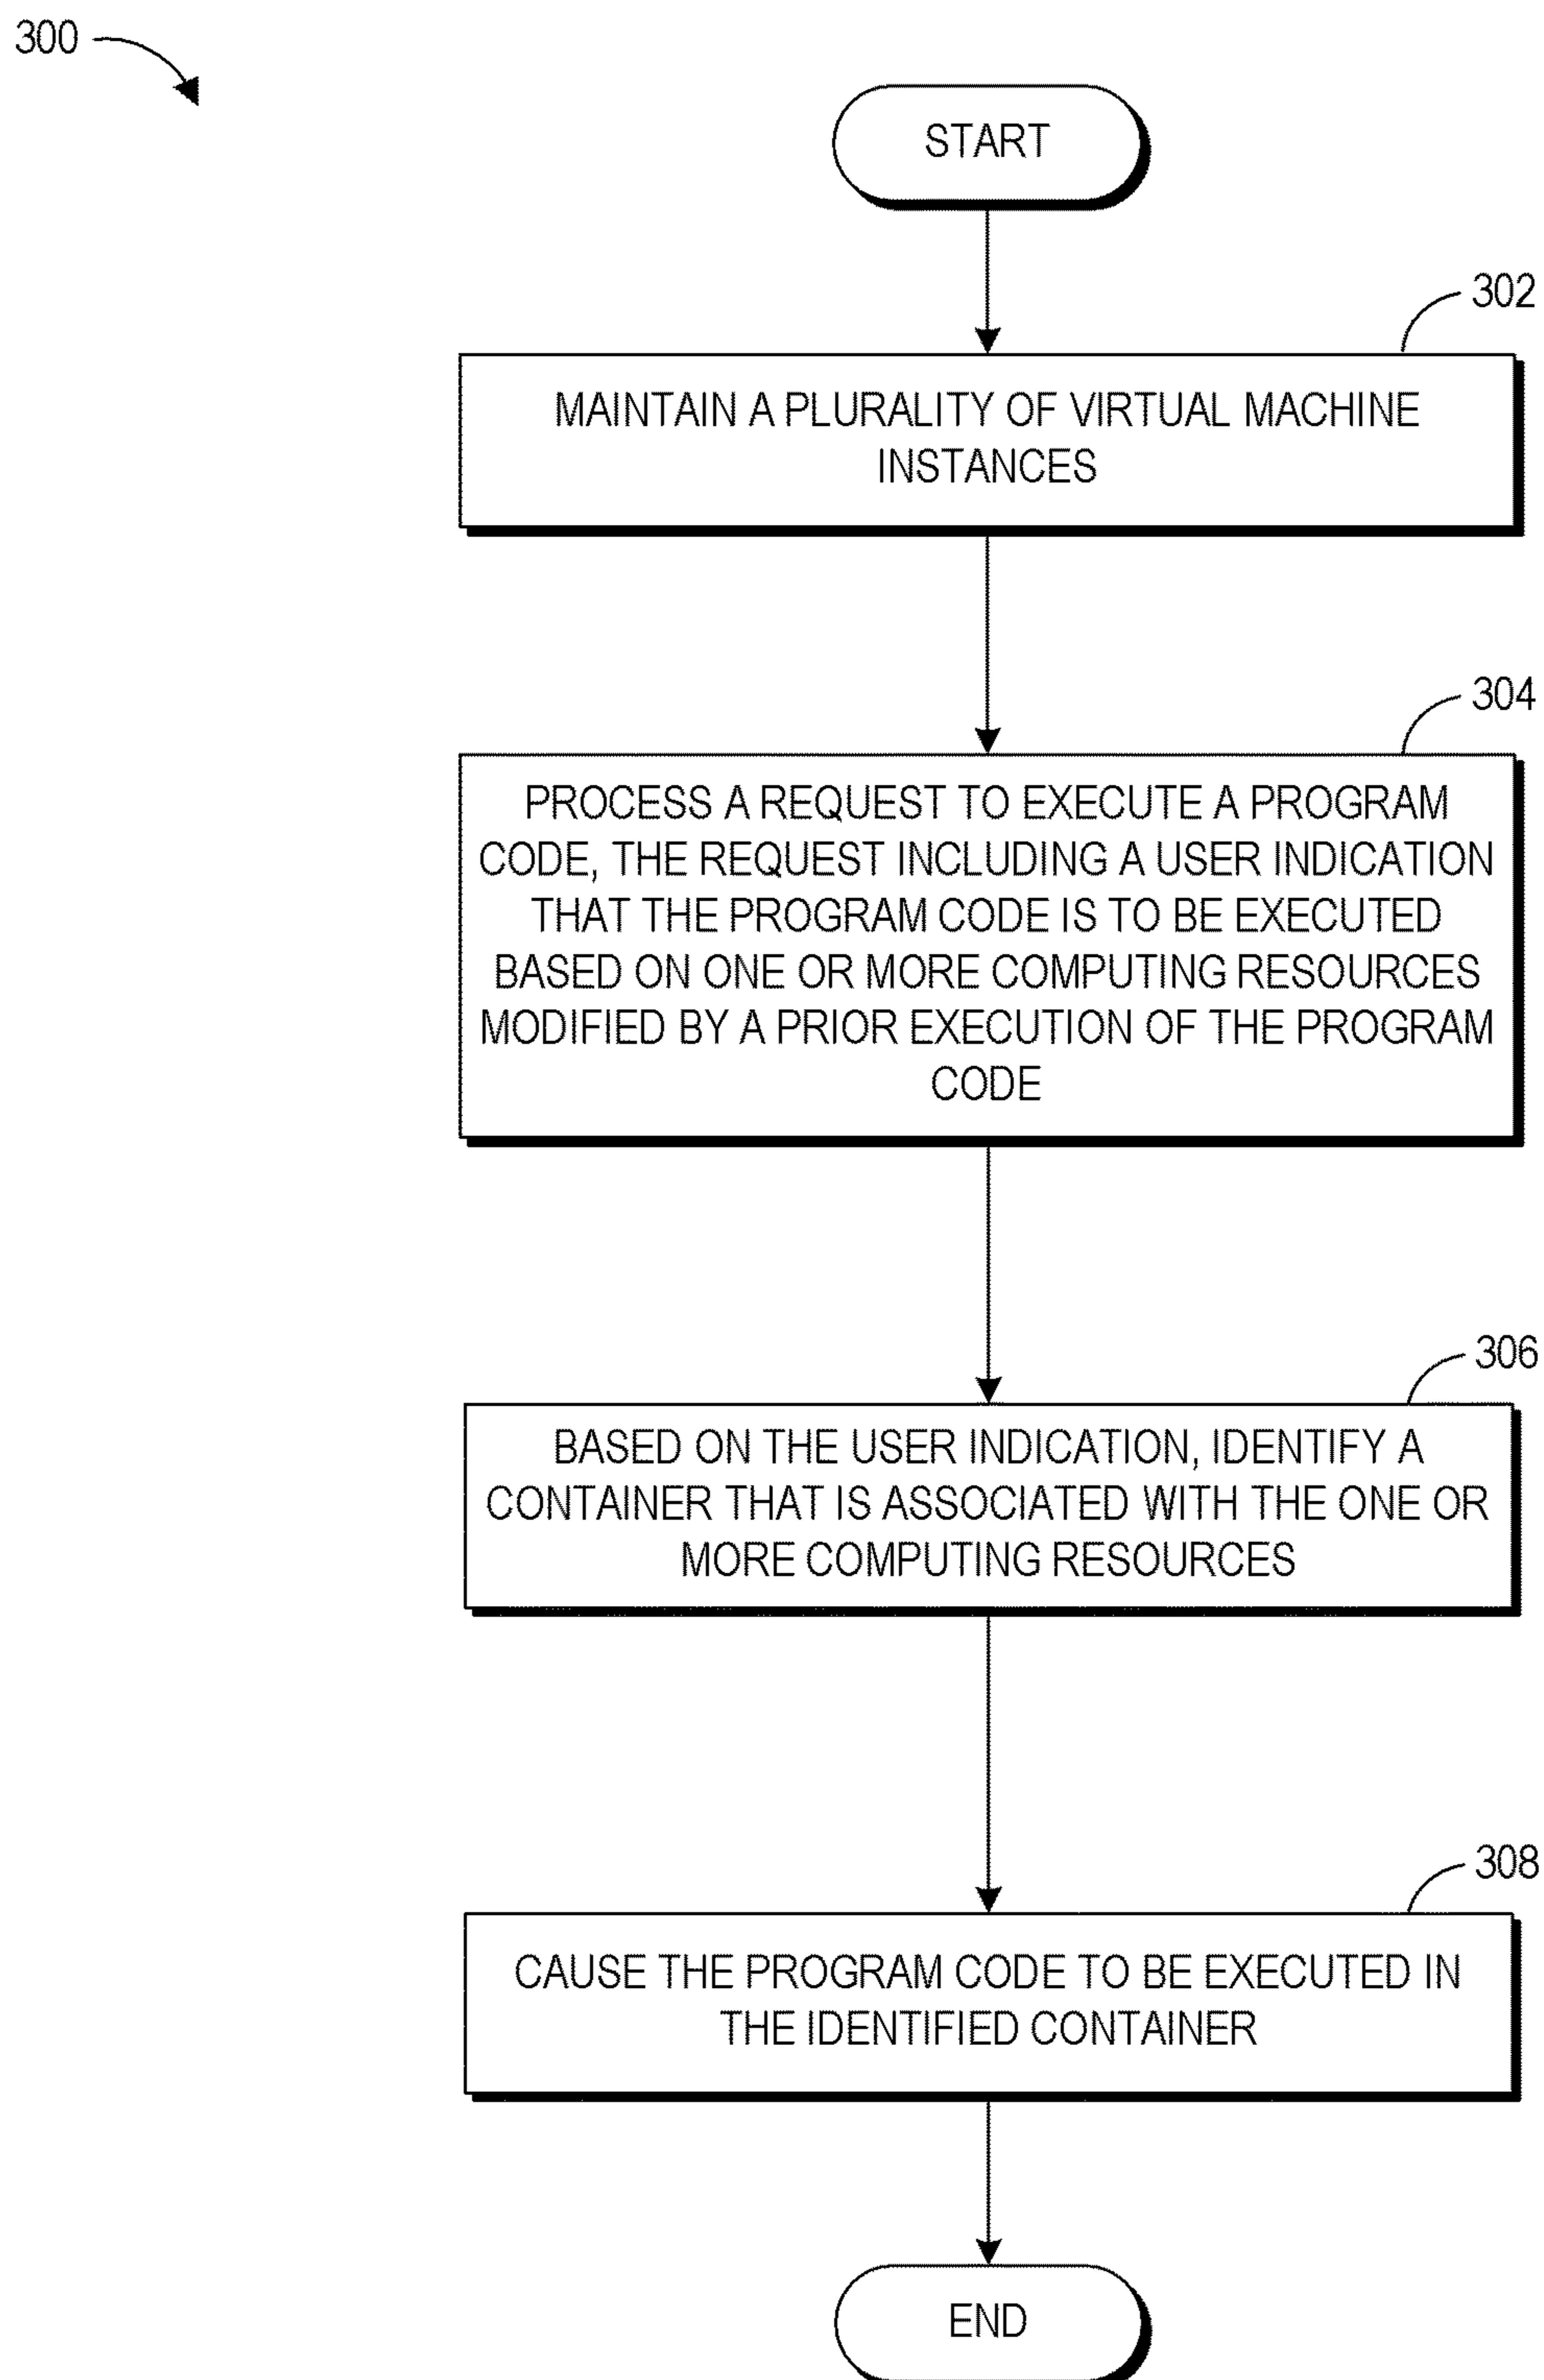 300
START
302
MAINTAIN A PLURALITY OF VIRTUAL MACHINE
INSTANCES
304
PROCESS A REQUEST TO EXECUTE A PROGRAM
CODE, THE REQUEST INCLUDING A USER INDICATION
THAT THE PROGRAM CODE IS TO BE EXECUTED
BASED ON ONE OR MORE COMPUTING RESOURCES
MODIFIED BY A PRIOR EXECUTION OF THE PROGRAM
CODE
306
BASED ON THE USER INDICATION, IDENTIFY A
CONTAINER THAT IS ASSOCIATED WITH THE ONE OR
MORE COMPUTING RESOURCES
308
CAUSE THE PROGRAM CODE TO BE EXECUTED IN
THE IDENTIFIED CONTAINER
END